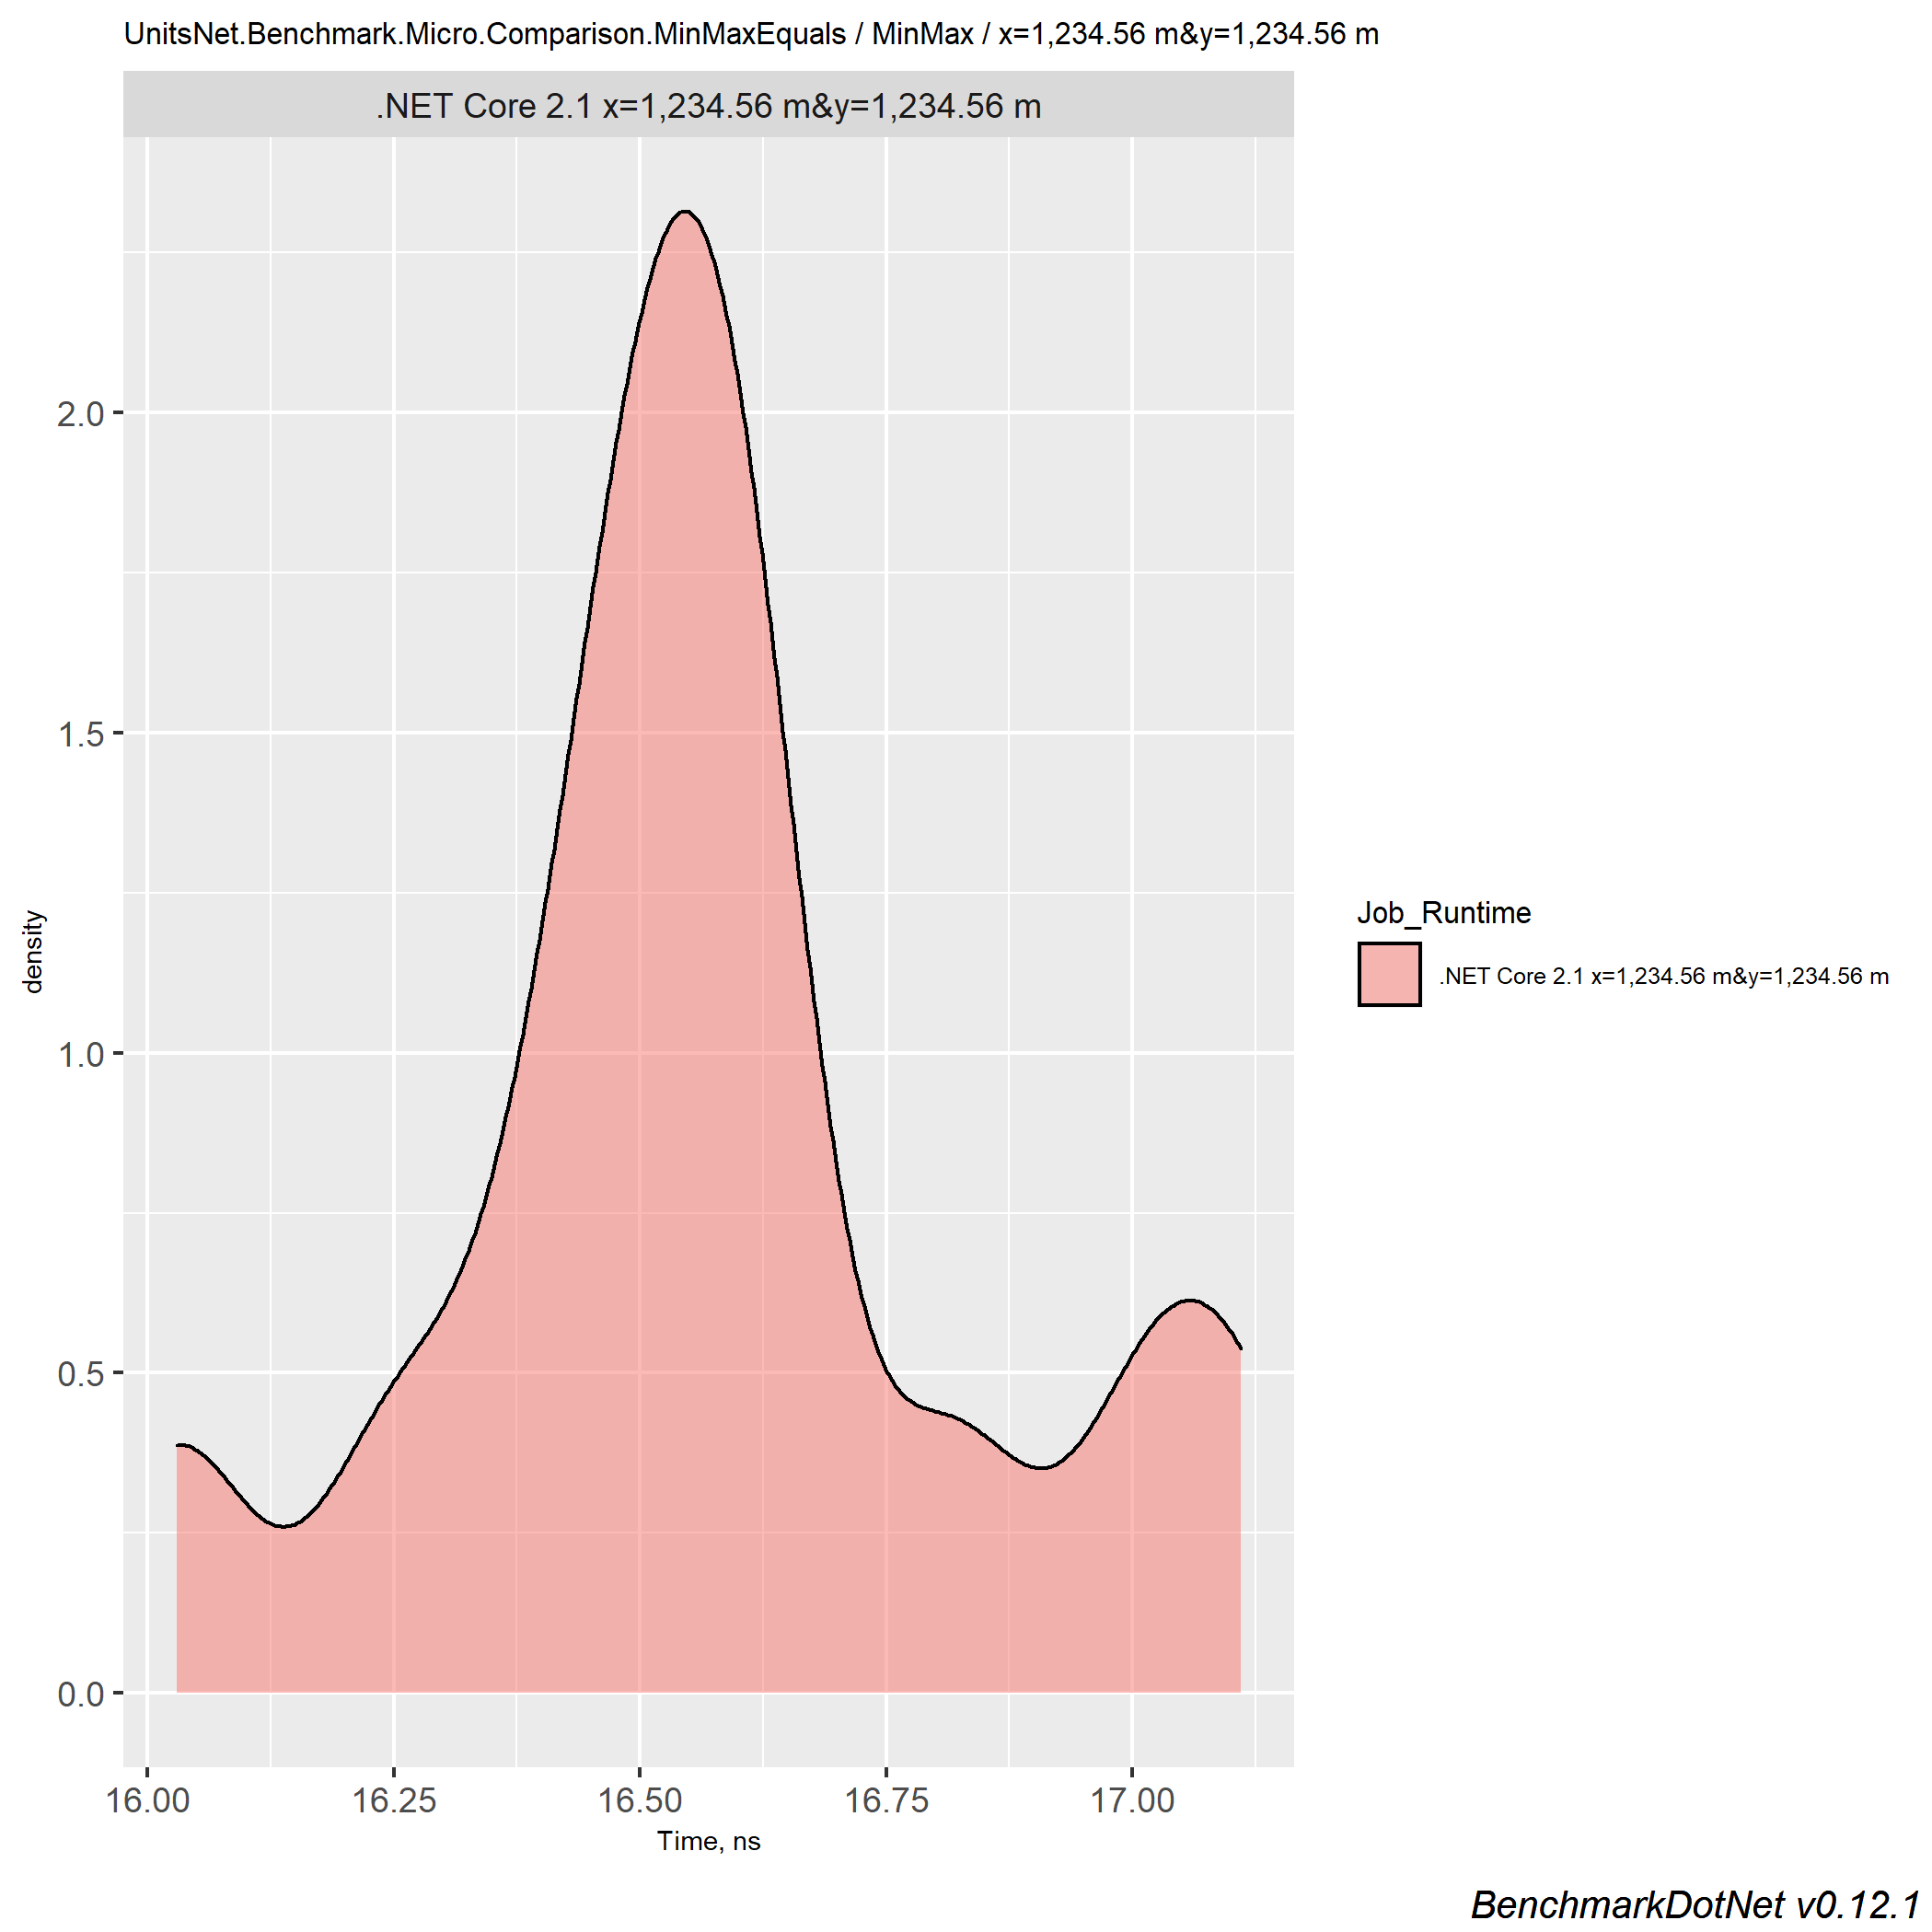 UnitsNet.Benchmark.Micro.Comparison.MinMaxEquals / MinMax / x=1,234.56 m&y=1,234.56 m
.NET Core 2.1 x=1,234.56 m&y=1,234.56 m
2.0
1.5
1.0
0.5
0.0
density
16.00 16.25 16.50 16.75 17.00
Time, ns
Job_Runtime
.NET Core 2.1 x=1,234.56 m&y=1,234.56 m
BenchmarkDotNet v0.12.1